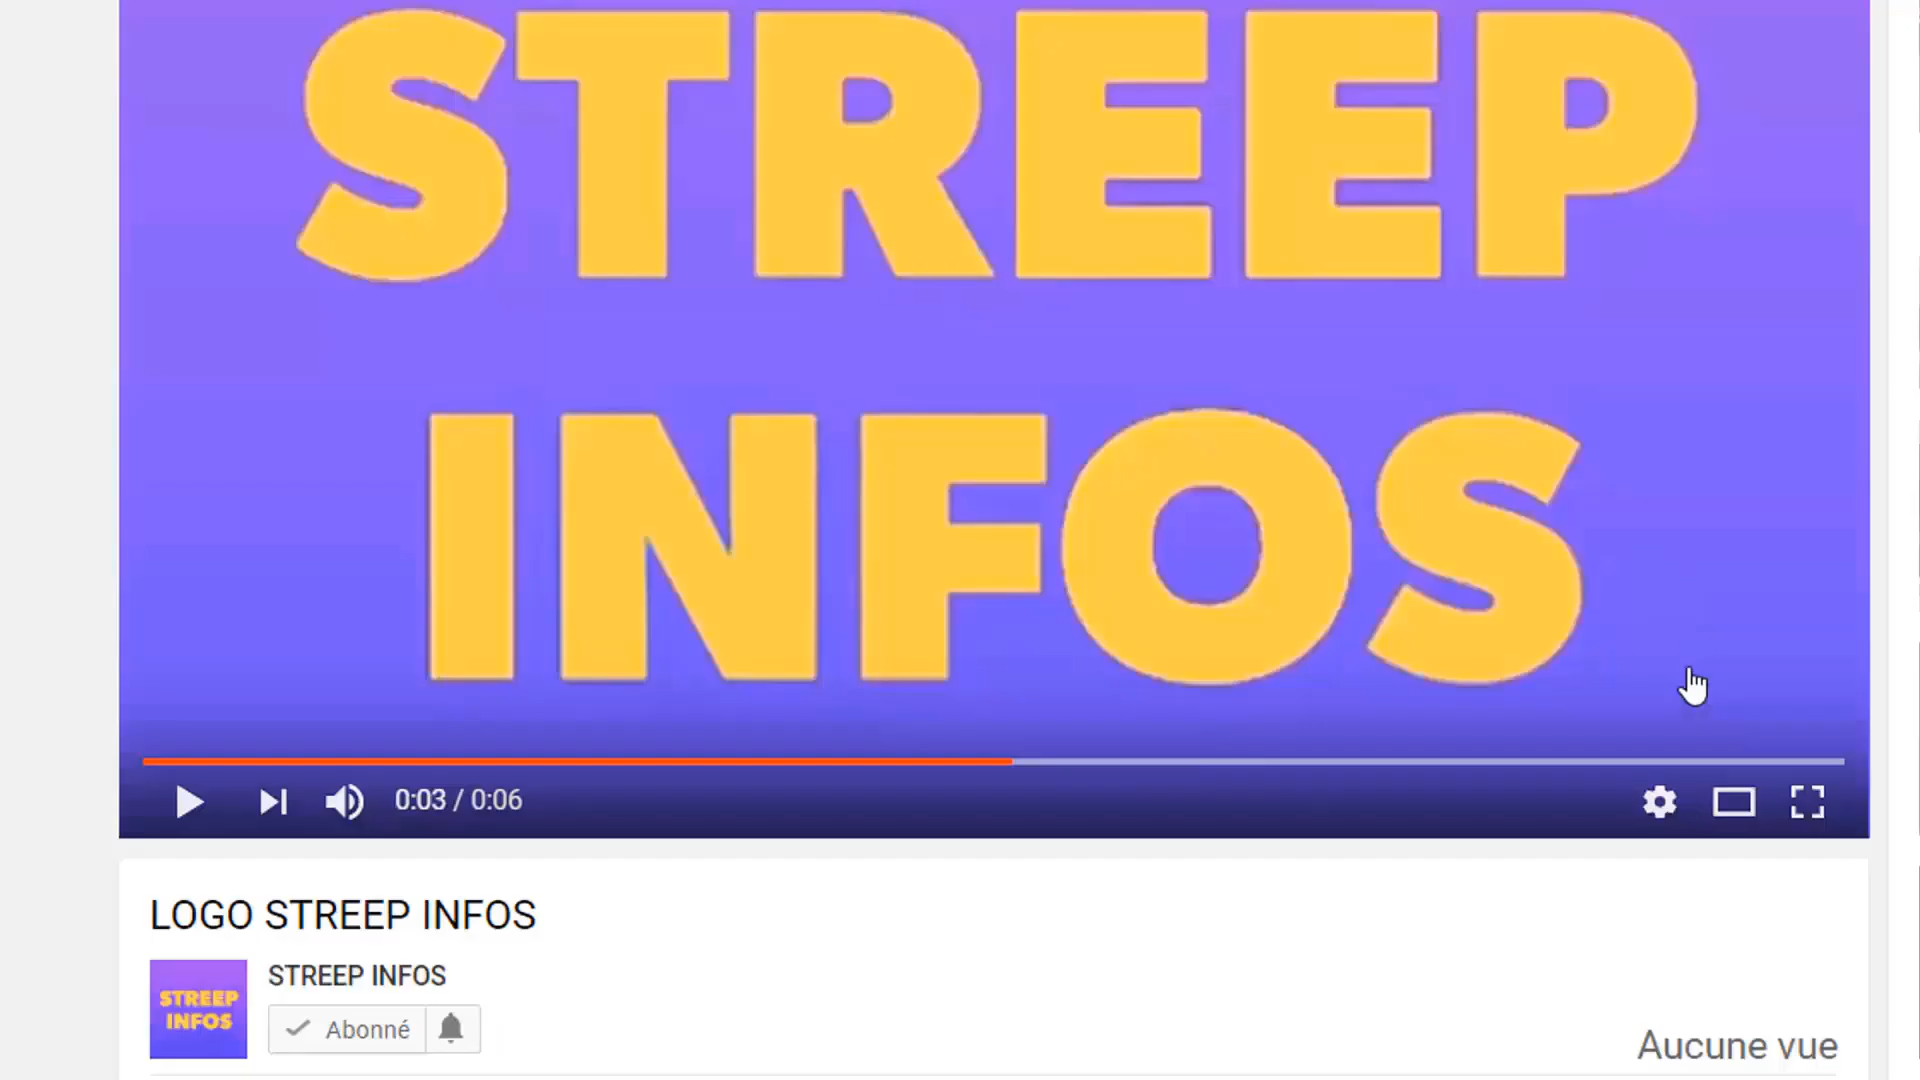 STREEP
INFOS
0:03 / 0:06
LOGO STREEP INFOS
STREEP INFOS
STREEP
INFOS
Abonné
Aucune vue